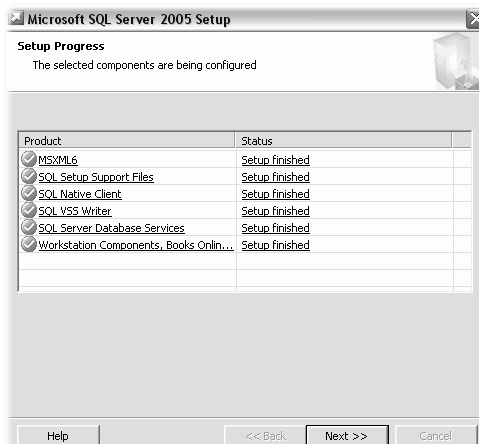 Microsoft SQL Server 2005 Setup
Setup Progress
The selected components are being configured
Product Status
MSXML6 Setup finished
SQL Setup Support Files Setup finished
SQL Native Client Setup finished
SQL VSS Writer Setup finished
SQL Server Database Services Setup finished
Workstation Components, Books Onlin... Setup finished
Help << Back Next >> Cancel